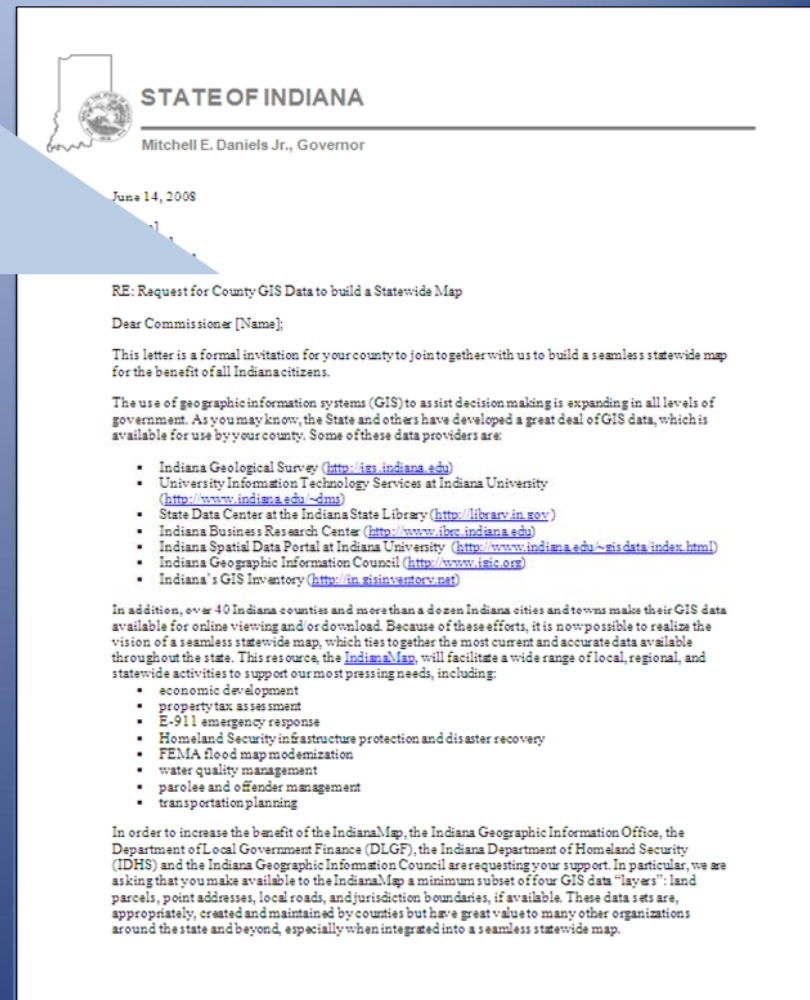 STATE OF INDIANA
Mitchell E. Daniels Jr., Governor
June 14, 2008
RE: Request for County GIS Data to build a Statewide Map
Dear Commissioner [Name];
This letter is a formal invitation for your county to join together with us to build a seamless statewide map
for the benefit of all Indiana citizens.
The use of geographic information systems (GIS) to assist decision making is expanding in all levels of
government. As you may know, the State and others have developed a great deal of GIS data, which is
available for use by your county. Some of these data providers are:
▪ Indiana Geological Survey (http://igs.indiana.edu)
▪ University Information Technology Services at Indiana University
(http://www.indiana.edu/~dms)
▪ State Data Center at the Indiana State Library (http://library.in.gov)
▪ Indiana Business Research Center (http://www.ibrc.indiana.edu)
▪ Indiana Spatial Data Portal at Indiana University (http://www.indiana.edu/~gisdata/index.html)
▪ Indiana Geographic Information Council (http://www.igic.org)
▪ Indiana's GIS Inventory (http://in.gisinventory.net)
In addition, over 40 Indiana counties and more than a dozen Indiana cities and towns make their GIS data
available for online viewing and/or download. Because of these efforts, it is now possible to realize the
vision of a seamless statewide map, which ties together the most current and accurate data available
throughout the state. This resource, the IndianaMap, will facilitate a wide range of local, regional, and
statewide activities to support our most pressing needs, including:
▪ economic development
▪ property tax assessment
▪ E-911 emergency response
▪ Homeland Security infrastructure protection and disaster recovery
▪ FEMA flood map modernization
▪ water quality management
▪ parolee and offender management
▪ transportation planning
In order to increase the benefit of the IndianaMap, the Indiana Geographic Information Office, the
Department of Local Government Finance (DLGF), the Indiana Department of Homeland Security
(IDHS) and the Indiana Geographic Information Council are requesting your support. In particular, we are
asking that you make available to the IndianaMap a minimum subset of four GIS data “layers”: land
parcels, point addresses, local roads, and jurisdiction boundaries, if available. These data sets are,
appropriately, created and maintained by counties but have great value to many other organizations
around the state and beyond, especially when integrated into a seamless statewide map.